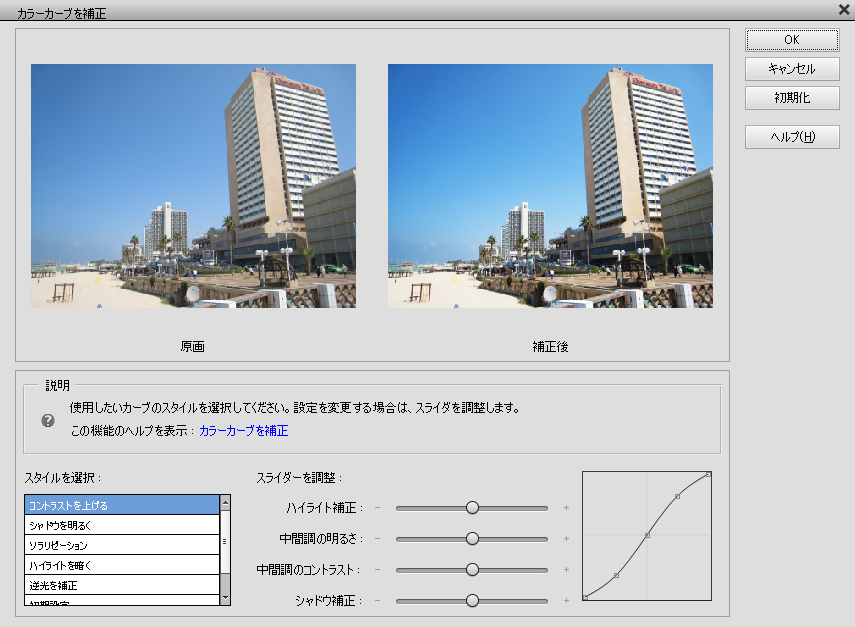 カラーカーブを補正
OK
キャンセル
初期化
ヘルプ(H)
原画
補正後
説明
使用したいカーブのスタイルを選択してください。設定を変更する場合は、スライダを調整します。
この機能のヘルプを表示 : カラーカーブを補正
スタイルを選択 :
コントラストを上げる
シャドウを明るく
ソラリゼーション
ハイライトを暗く
逆光を補正
初期設定
スライダーを調整 :
ハイライト補正 : − +
中間調の明るさ : − +
中間調のコントラスト : − +
シャドウ補正 : − +